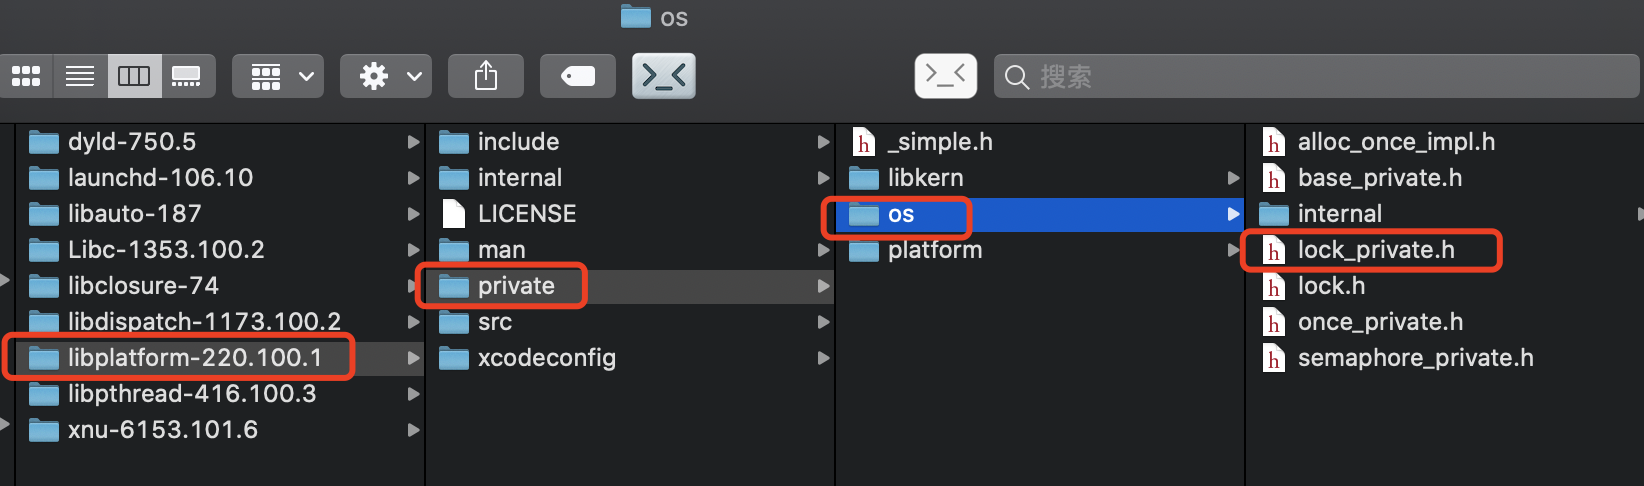 os
搜索
dyld-750.5
launchd-106.10
libauto-187
Libc-1353.100.2
libclosure-74
libdispatch-1173.100.2
libplatform-220.100.1
libpthread-416.100.3
xnu-6153.101.6
include
internal
LICENSE
man
private
src
xcodeconfig
_simple.h
libkern
os
platform
alloc_once_impl.h
base_private.h
internal
lock_private.h
lock.h
once_private.h
semaphore_private.h